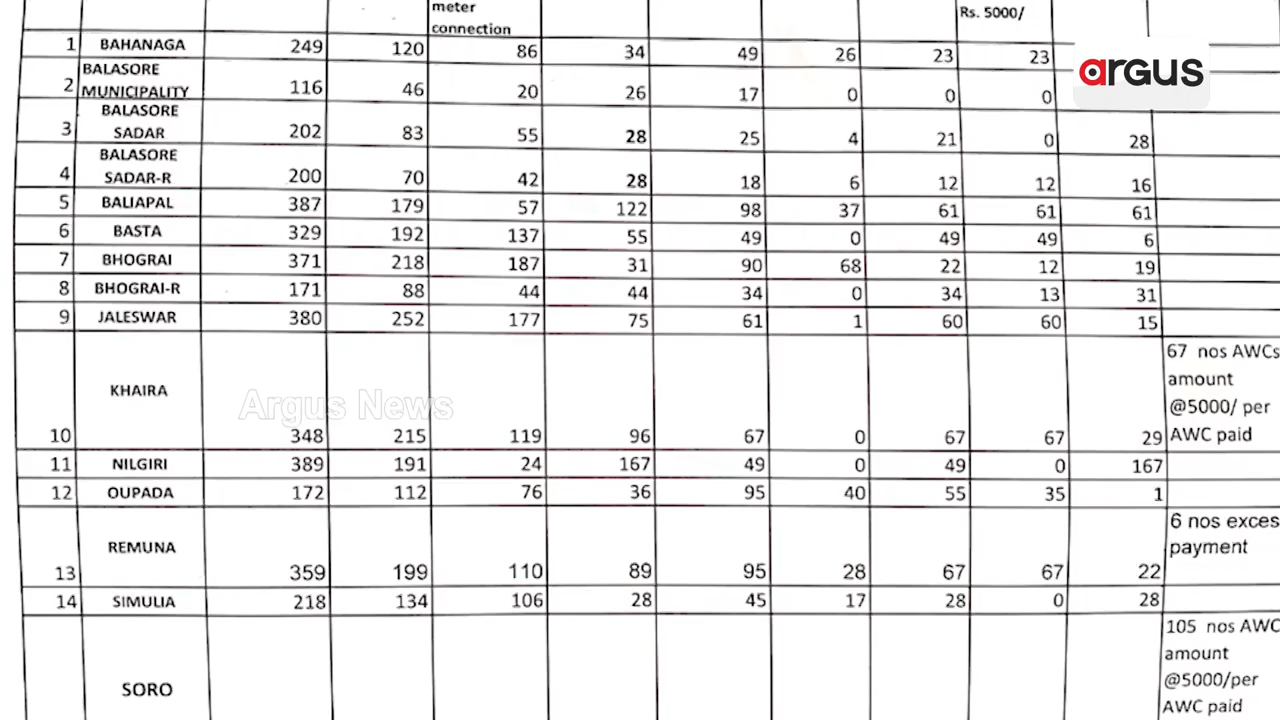 meter
connection
Rs. 5000/
1 BAHANAGA 249 120 86 34 49 26 23 23
argus
2 BALASORE
MUNICIPALITY 116 46 20 26 17 0 0 0
3 BALASORE
SADAR 202 83 55 28 25 4 21 0 28
4 BALASORE
SADAR-R 200 70 42 28 18 6 12 12 16
5 BALIAPAL 387 179 57 122 98 37 61 61 61
6 BASTA 329 192 137 55 49 0 49 49 6
7 BHOGRAI 371 218 187 31 90 68 22 12 19
8 BHOGRAI-R 171 88 44 44 34 0 34 13 31
9 JALESWAR 380 252 177 75 61 1 60 60 15
67 nos AWCs
amount
@5000/ per
AWC paid
KHAIRA
Argus News
10 348 215 119 96 67 0 67 67 29
11 NILGIRI 389 191 24 167 49 0 49 0 167
12 OUPADA 172 112 76 36 95 40 55 35 1
6 nos exces
payment
REMUNA
13 359 199 110 89 95 28 67 67 22
14 SIMULIA 218 134 106 28 45 17 28 0 28
105 nos AWC
amount
@5000/per
AWC paid
SORO